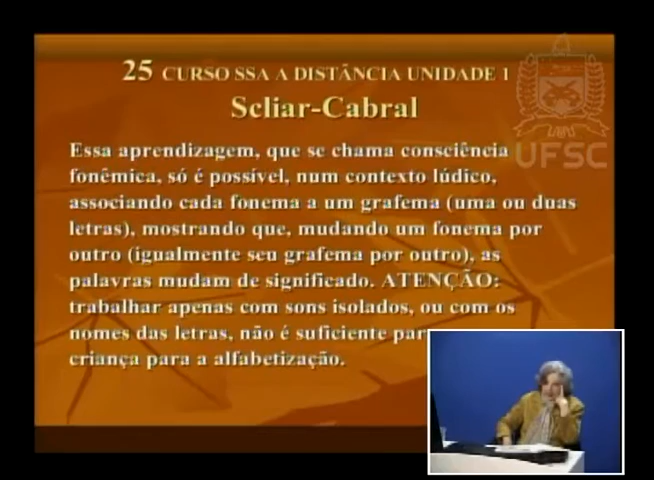 25 CURSO SSA A DISTÂNCIA UNIDADE 1
Scliar-Cabral
Essa aprendizagem, que se chama consciência
fonêmica, só é possível, num contexto lúdico,
associando cada fonema a um grafema (uma ou duas
letras), mostrando que, mudando um fonema por
outro (igualmente seu grafema por outro), as
palavras mudam de significado. ATENÇÃO:
trabalhar apenas com sons isolados, ou com os
nomes das letras, não é suficiente par
criança para a alfabetização.
UFSC